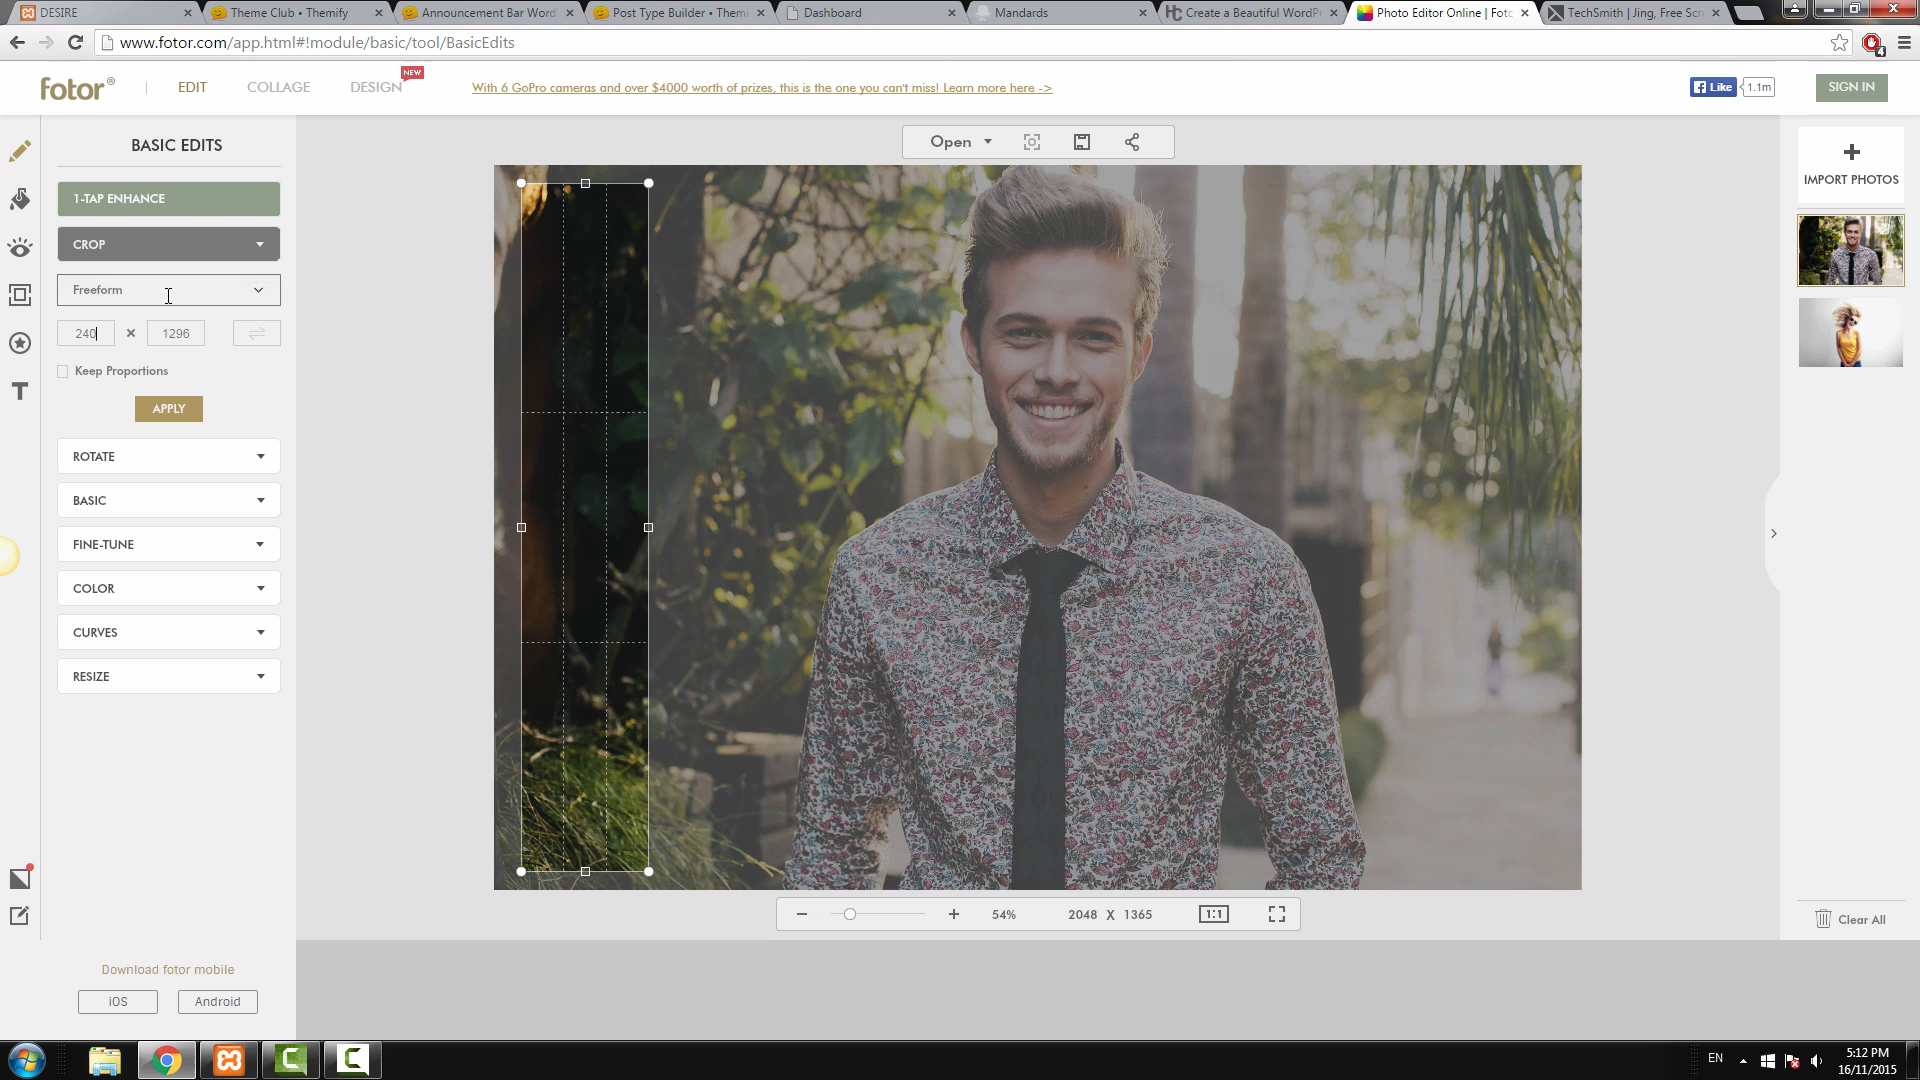 DESIRE
Theme Club • Themify
Announcement Bar Word
Post Type Builder • Them
Dashboard
Mandards
Create a Beautiful WordP
Photo Editor Online | Foto
TechSmith | Jing, Free Scr
www.fotor.com/app.html#!module/basic/tool/BasicEdits
4
fotor®
EDIT
COLLAGE
DESIGN
NEW
With 6 GoPro cameras and over $4000 worth of prizes, this is the one you can't miss! Learn more here ->
Like
1.1m
SIGN IN
BASIC EDITS
1-TAP ENHANCE
CROP
Freeform
240 × 1296
Keep Proportions
APPLY
ROTATE
BASIC
FINE-TUNE
COLOR
CURVES
RESIZE
Download fotor mobile
iOS
Android
Open
IMPORT PHOTOS
54%
2048 X 1365
1:1
Clear All
EN
5:12 PM
16/11/2015